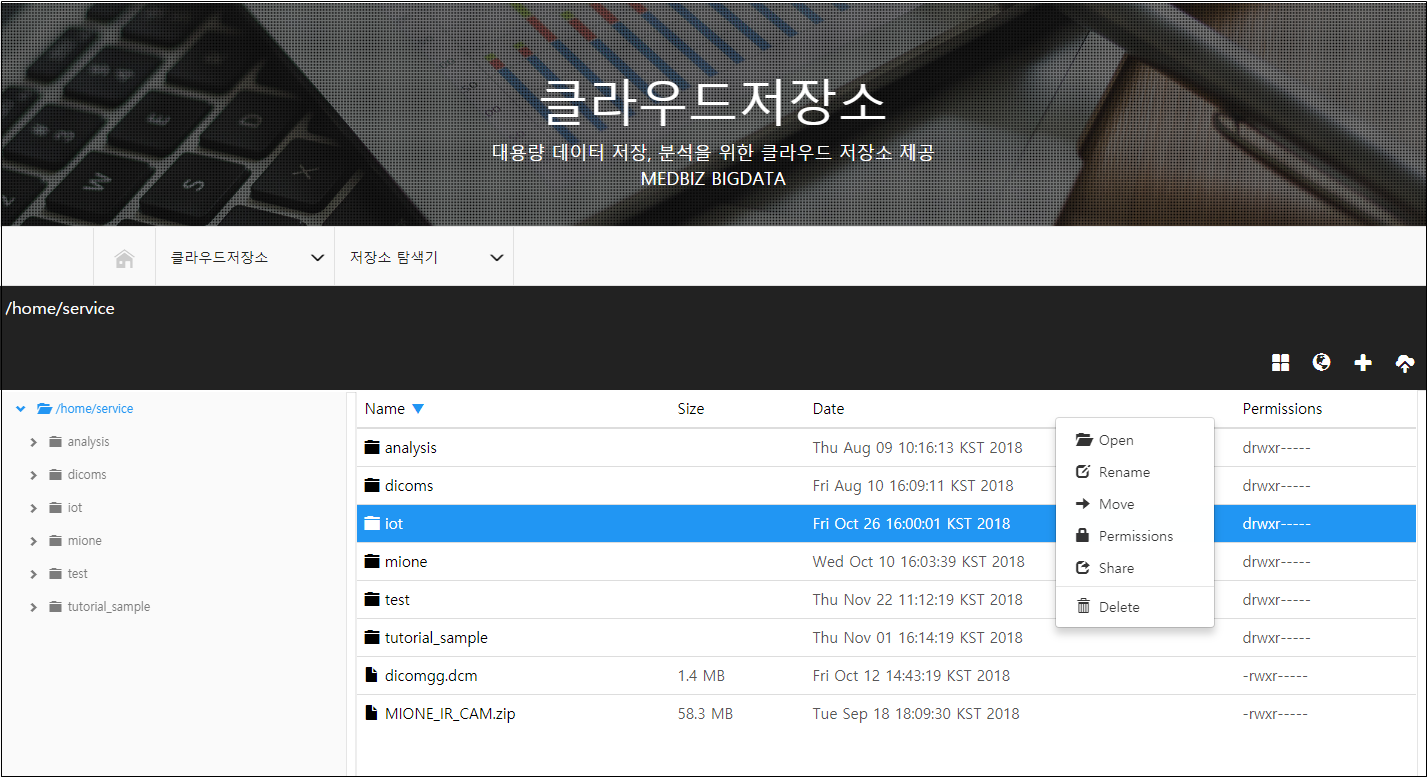 클라우드저장소
대용량 데이터 저장, 분석을 위한 클라우드 저장소 제공
MEDBIZ BIGDATA
클라우드저장소 저장소 탐색기
/home/service
/home/service
analysis
dicoms
iot
mione
test
tutorial_sample
Name Size Date Permissions
analysis Thu Aug 09 10:16:13 KST 2018 drwxr-----
dicoms Fri Aug 10 16:09:11 KST 2018 drwxr-----
iot Fri Oct 26 16:00:01 KST 2018 drwxr-----
mione Wed Oct 10 16:03:39 KST 2018 drwxr-----
test Thu Nov 22 11:12:19 KST 2018 drwxr-----
tutorial_sample Thu Nov 01 16:14:19 KST 2018 drwxr-----
dicomgg.dcm 1.4 MB Fri Oct 12 14:43:19 KST 2018 -rwxr-----
MIONE_IR_CAM.zip 58.3 MB Tue Sep 18 18:09:30 KST 2018 -rwxr-----
Open
Rename
Move
Permissions
Share
Delete